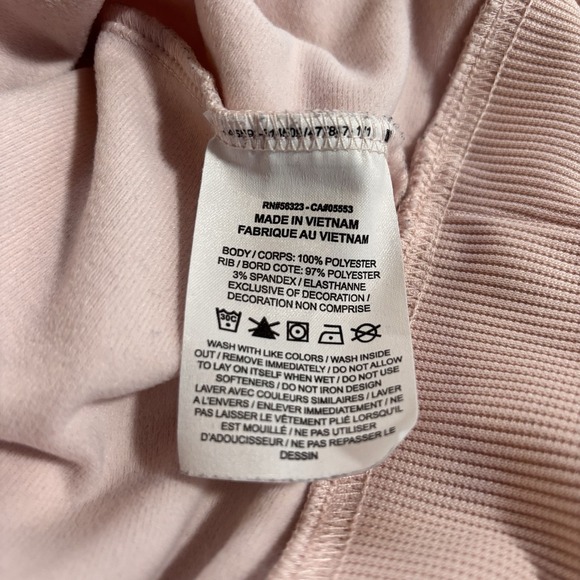 RN#56323 - CA#05553
MADE IN VIETNAM
FABRIQUE AU VIETNAM
BODY / CORPS: 100% POLYESTER
RIB / BORD COTE: 97% POLYESTER
3% SPANDEX / ELASTHANNE
EXCLUSIVE OF DECORATION /
DECORATION NON COMPRISE
30C
WASH WITH LIKE COLORS / WASH INSIDE
OUT / REMOVE IMMEDIATELY / DO NOT ALLOW
TO LAY ON ITSELF WHEN WET / DO NOT USE
SOFTENERS / DO NOT IRON DESIGN
LAVER AVEC COULEURS SIMILAIRES / LAVER
A L'ENVERS / ENLEVER IMMEDIATEMENT / NE
PAS LAISSER LE VÊTEMENT PLIÉ LORSQU'IL
EST MOUILLÉ / NE PAS UTILISER
D'ADOUCISSEUR / NE PAS REPASSER LE
DESSIN